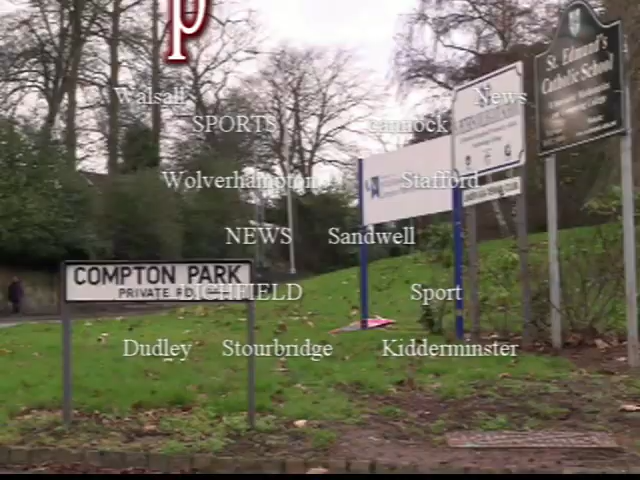 p
St. Edmund's
Catholic School
Walsall
News
SPORTS
cannock
Wolverhampton
Stafford
NEWS
Sandwell
COMPTON PARK
PRIVATE RD.
LICHFIELD
Sport
Dudley
Stourbridge
Kidderminster